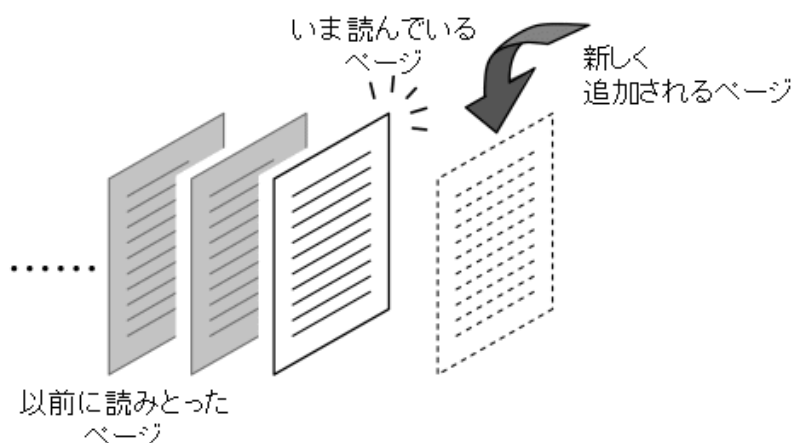 いま読んでいる
ページ
新しく
追加されるページ
......
以前に読みとった
ページ